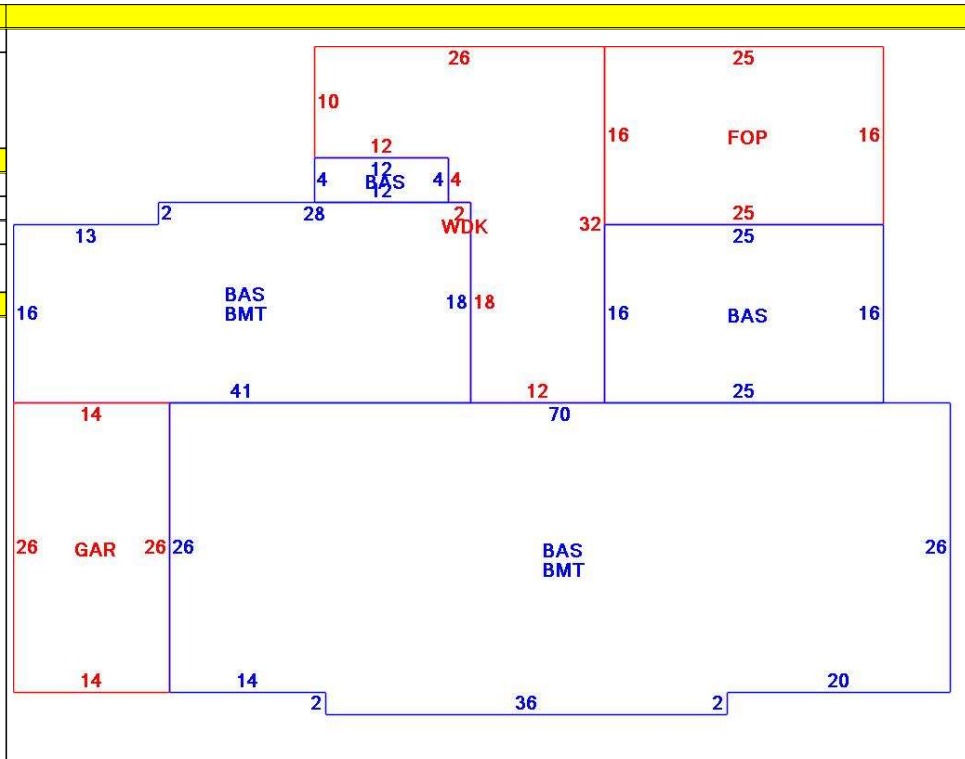 26 25
10
16 FOP 16
12
12
4 BAS 4 4
12
2 28 2 25
WDK 32
13 25
BAS
BMT
16 18 18 16 BAS 16
41 12 25
14 70
26 GAR 26 26 BAS 26
BMT
14 14 20
2 36 2